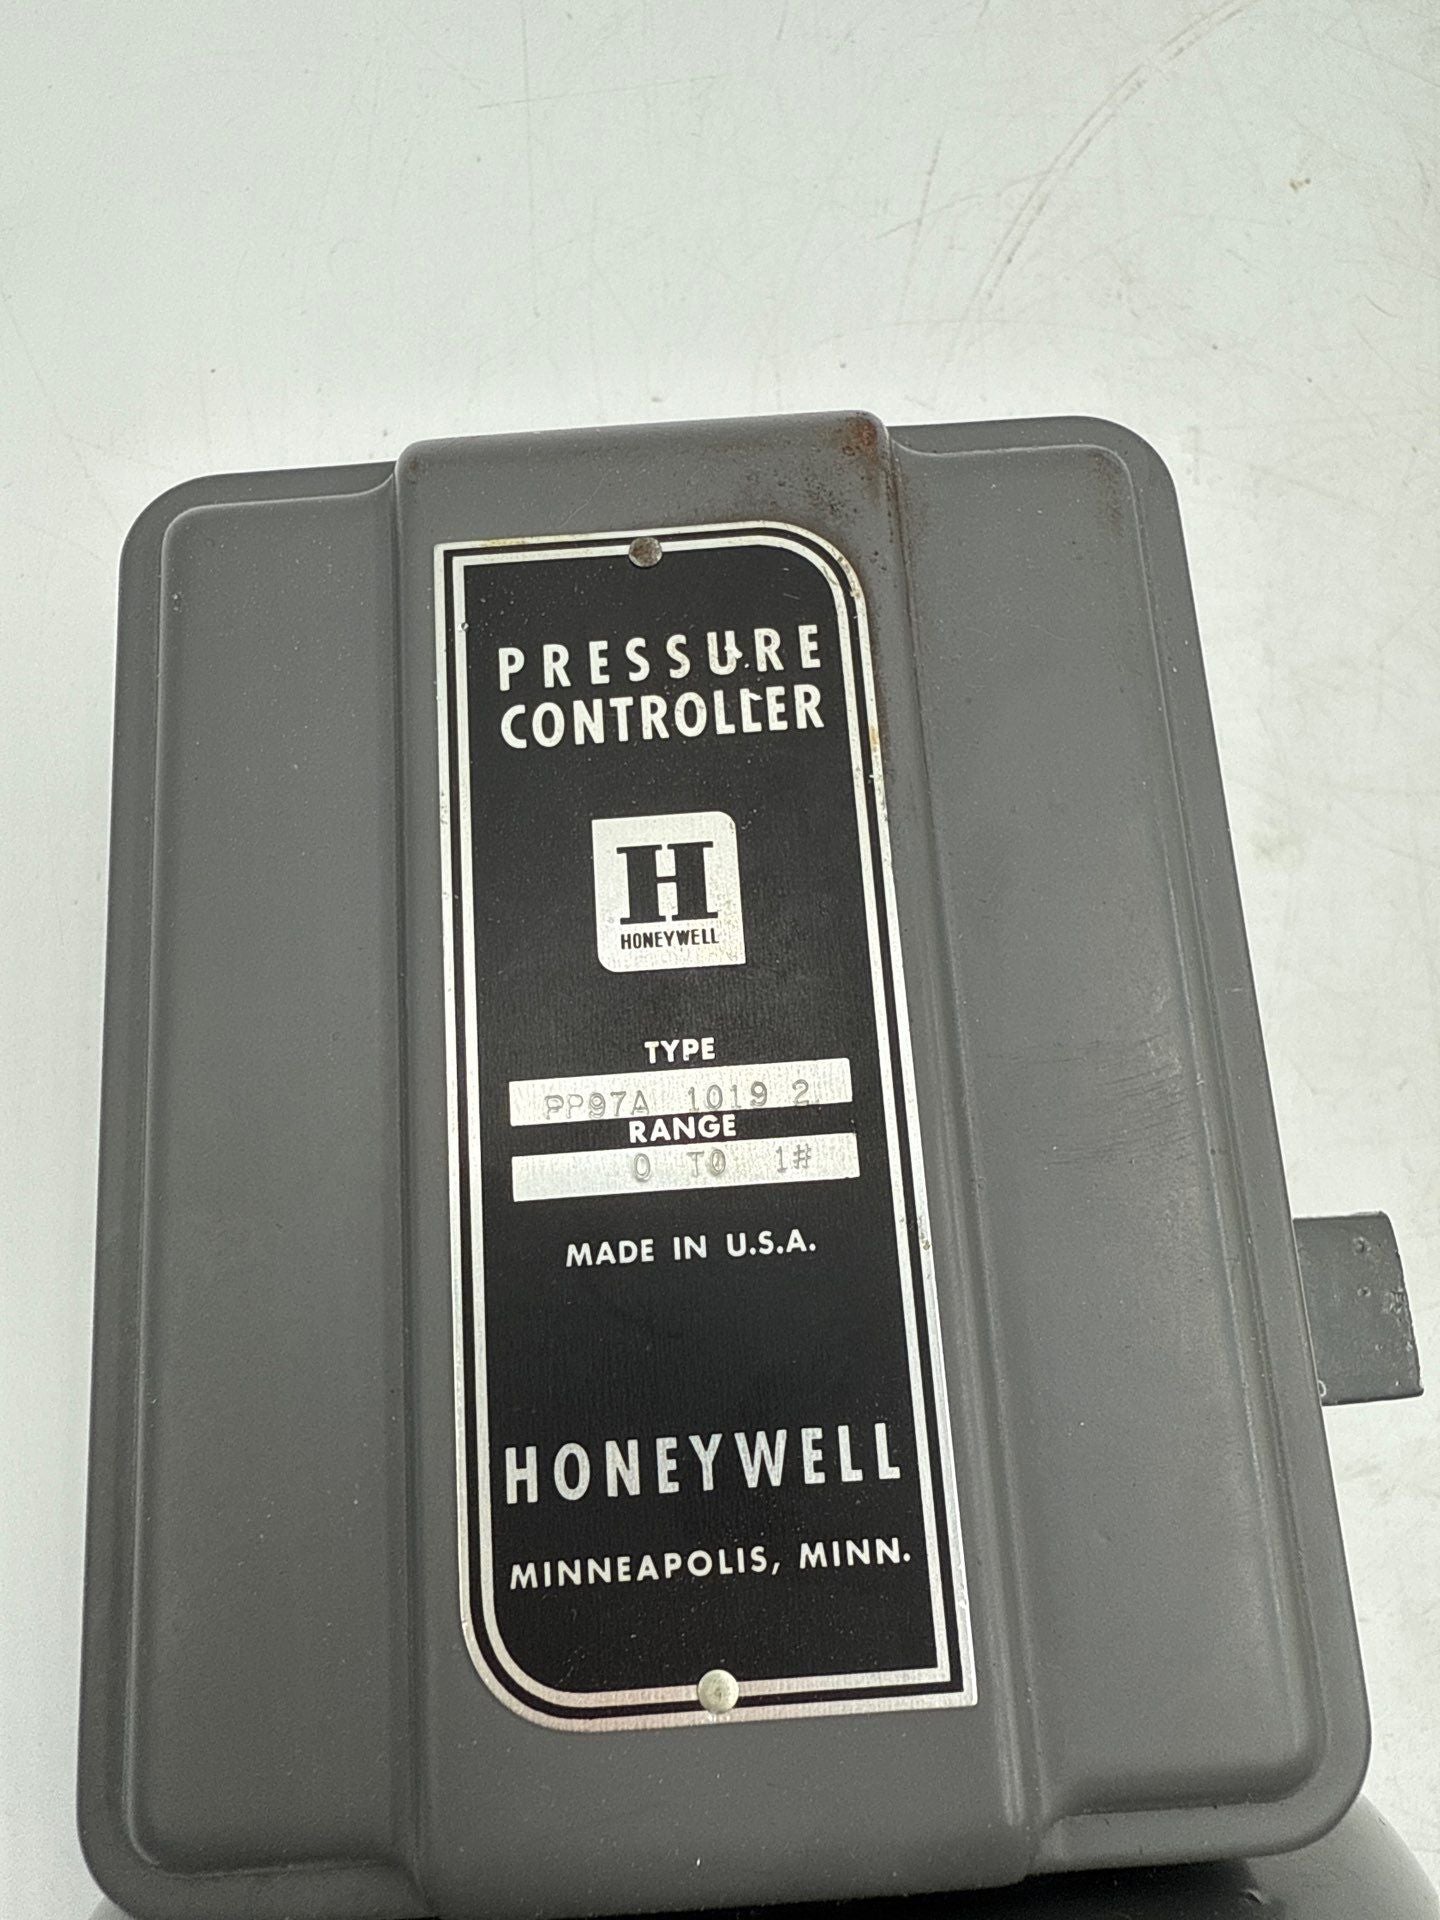 PRESSURE
CONTROLLER
H
HONEYWELL
TYPE
PP97A 1019 2
RANGE
0 TO 1#
MADE IN U.S.A.
HONEYWELL
MINNEAPOLIS, MINN.